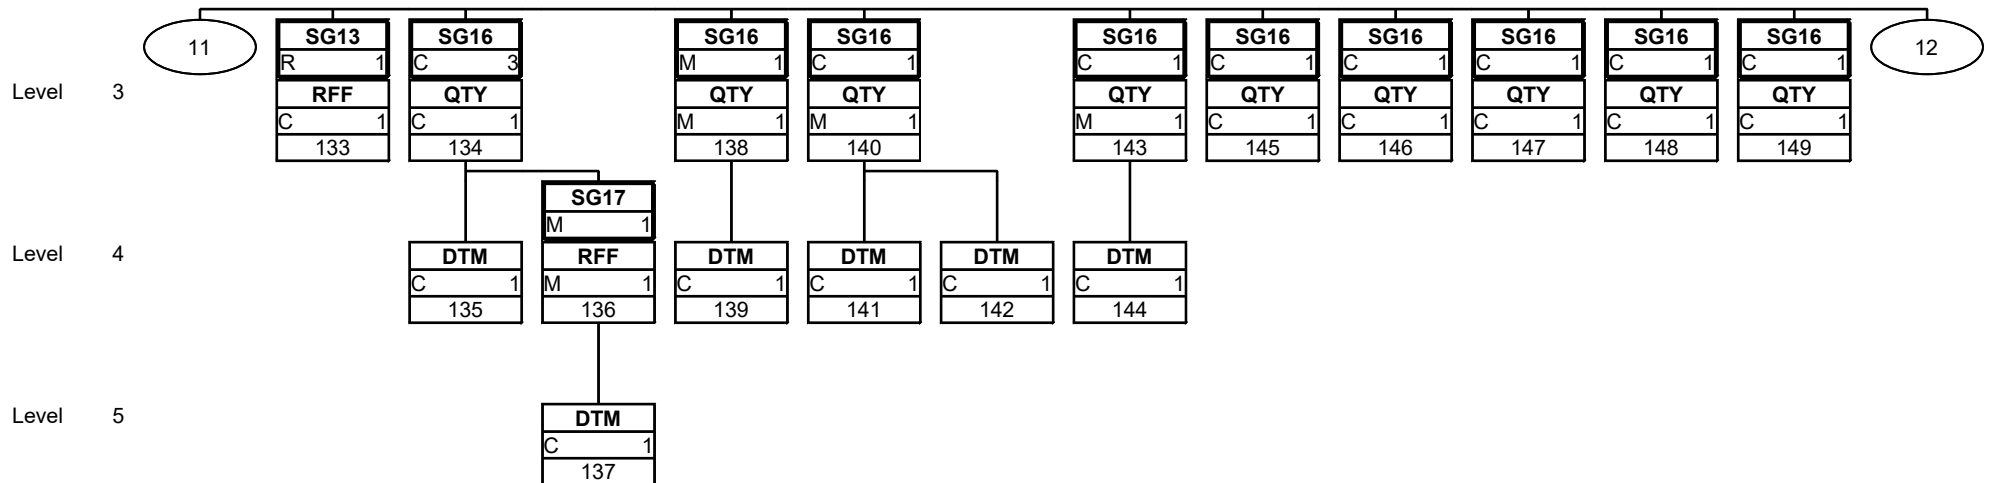 11
SG13 SG16 SG16 SG16 SG16 SG16 SG16 SG16 SG16 SG16
12
R 1 C 3 M 1 C 1 C 1 C 1 C 1 C 1 C 1 C 1
Level 3
RFF QTY QTY QTY QTY QTY QTY QTY QTY QTY
C 1 C 1 M 1 M 1 M 1 C 1 C 1 C 1 C 1 C 1
133 134 138 140 143 145 146 147 148 149
SG17
M 1
Level 4
DTM RFF DTM DTM DTM DTM
C 1 M 1 C 1 C 1 C 1 C 1
135 136 139 141 142 144
Level 5
DTM
C 1
137